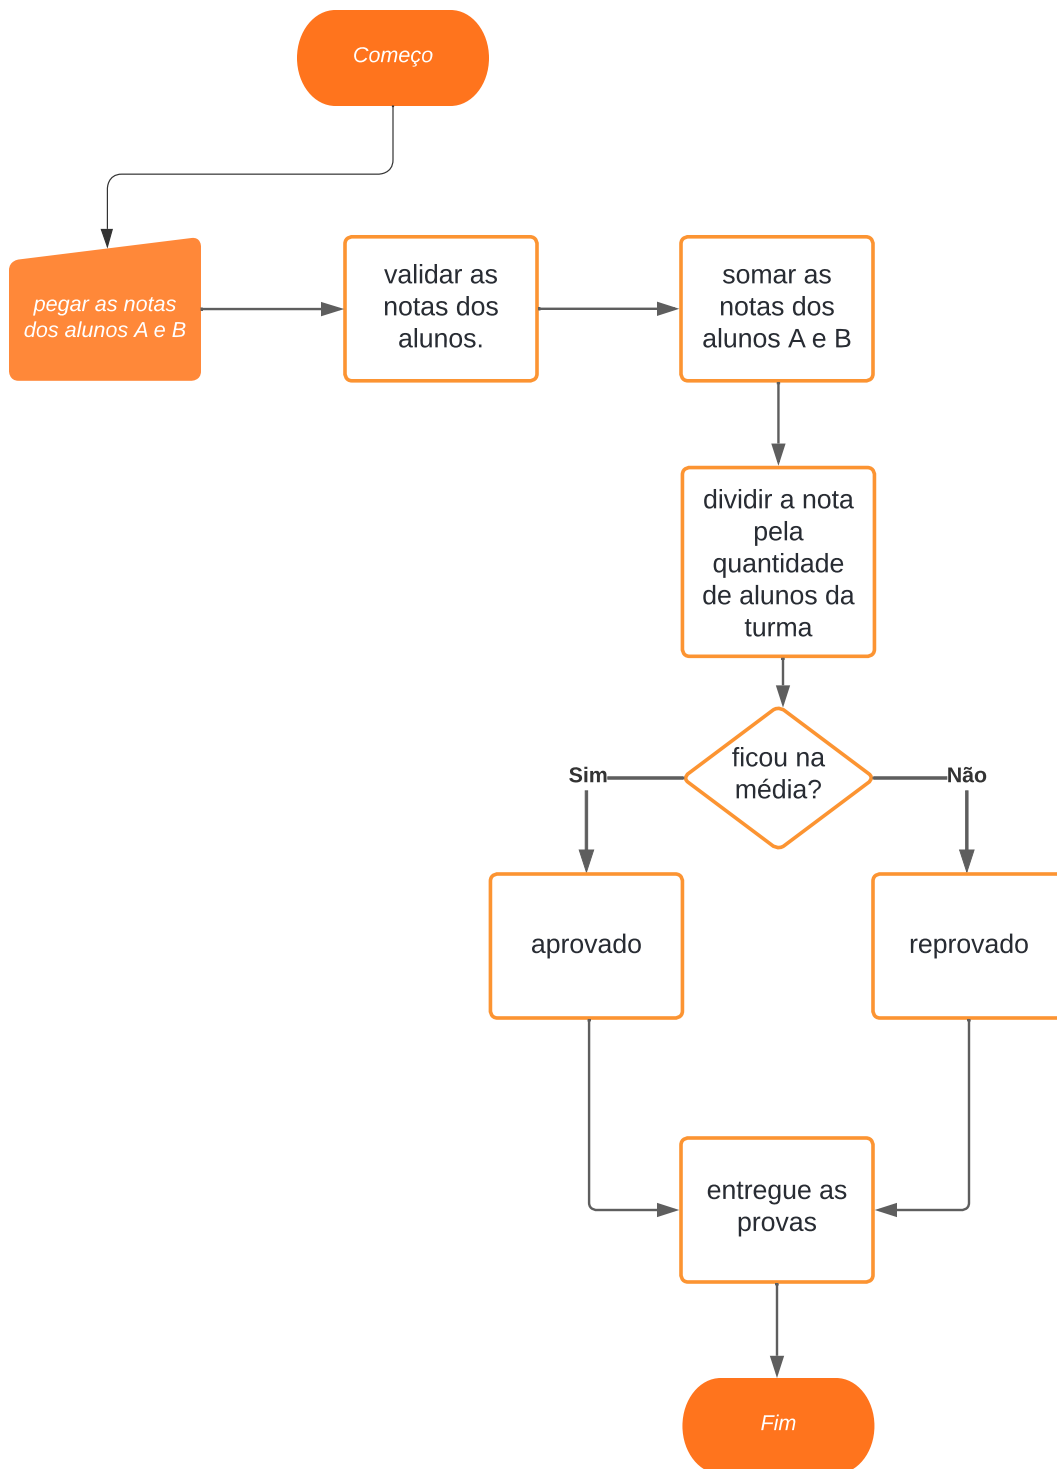 Começo
pegar as notas
dos alunos A e B
validar as
notas dos
alunos.
somar as
notas dos
alunos A e B
dividir a nota
pela
quantidade
de alunos da
turma
ficou na
média?
Sim
Não
aprovado
reprovado
entregue as
provas
Fim